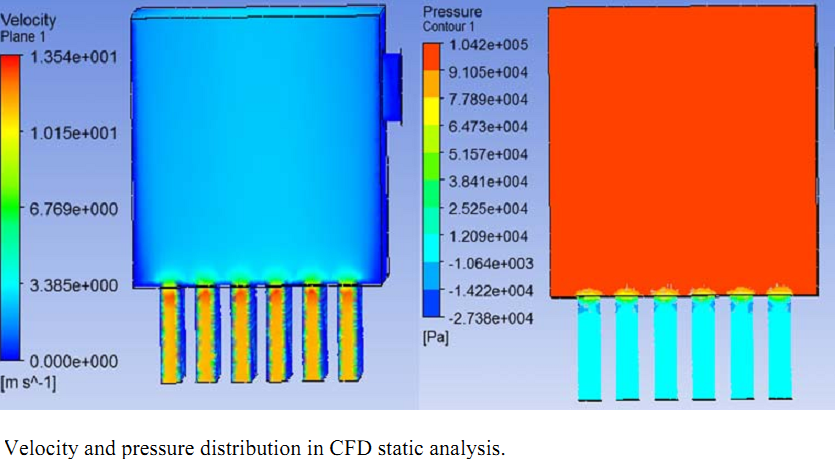 Velocity
Plane 1
1.354e+001
1.015e+001
6.769e+000
3.385e+000
0.000e+000
[m s^-1]
Pressure
Contour 1
1.042e+005
9.105e+004
7.789e+004
6.473e+004
5.157e+004
3.841e+004
2.525e+004
1.209e+004
-1.064e+003
-1.422e+004
-2.738e+004
[Pa]
Velocity and pressure distribution in CFD static analysis.